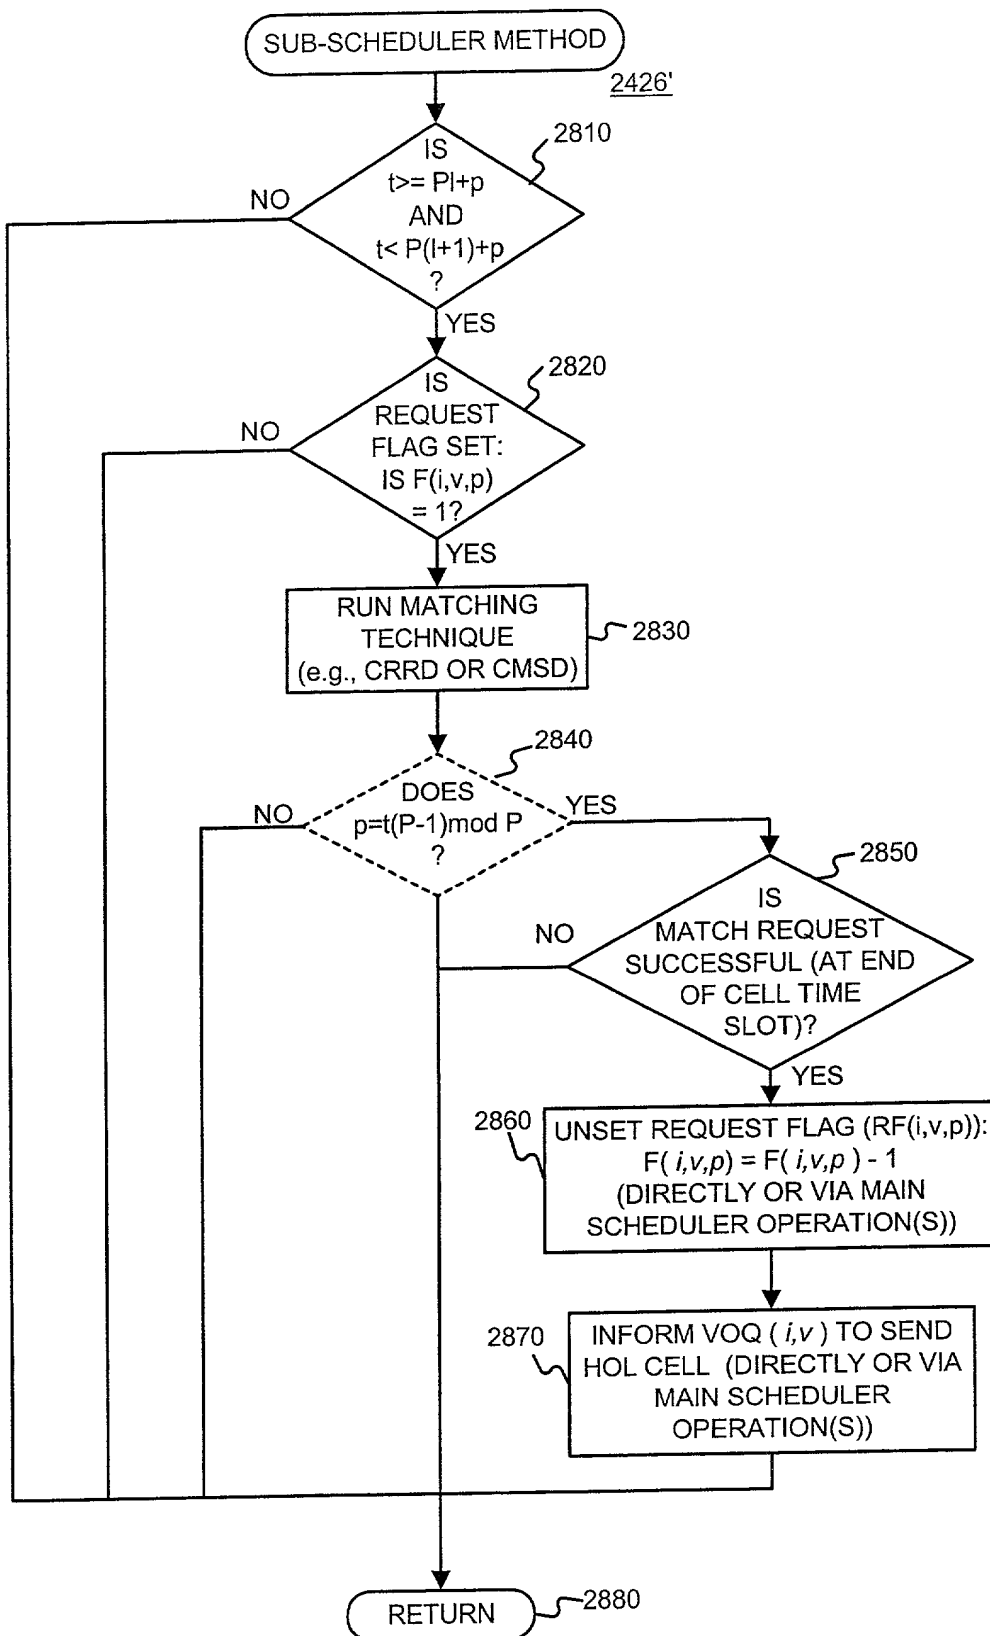 SUB-SCHEDULER METHOD
2426'
2810
IS
t>= Pl+p
AND
t< P(l+1)+p
?
NO
YES
2820
IS
REQUEST
FLAG SET:
IS F(i,v,p)
= 1?
NO
YES
RUN MATCHING
TECHNIQUE
(e.g., CRRD OR CMSD)
2830
2840
DOES
p=t(P-1)mod P
?
NO
YES
2850
IS
MATCH REQUEST
SUCCESSFUL (AT END
OF CELL TIME
SLOT)?
NO
YES
2860
UNSET REQUEST FLAG (RF(i,v,p)):
F( i,v,p) = F( i,v,p ) - 1
(DIRECTLY OR VIA MAIN
SCHEDULER OPERATION(S))
2870
INFORM VOQ ( i,v ) TO SEND
HOL CELL (DIRECTLY OR VIA
MAIN SCHEDULER
OPERATION(S))
RETURN
2880